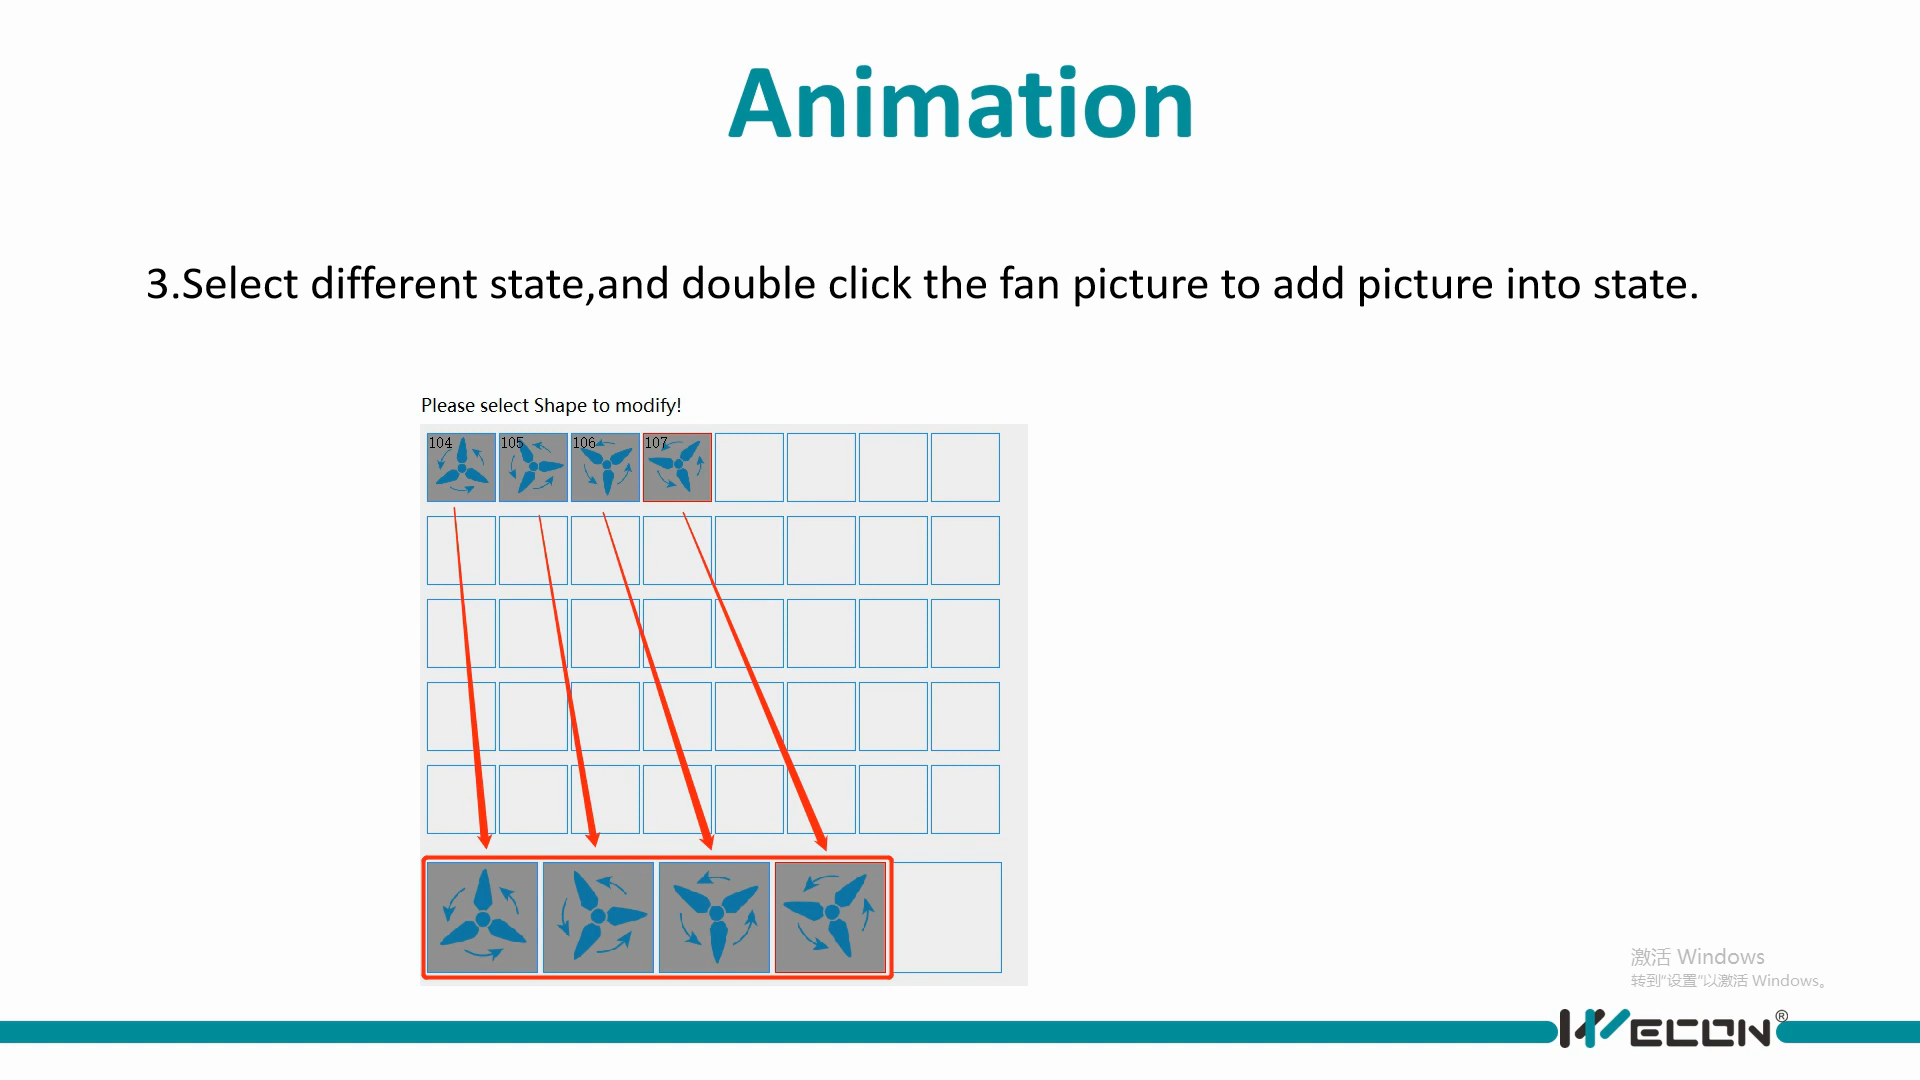 Animation
3.Select different state,and double click the fan picture to add picture into state.
Please select Shape to modify!
104 105 106 107
激活 Windows
转到“设置”以激活 Windows。
WECON®